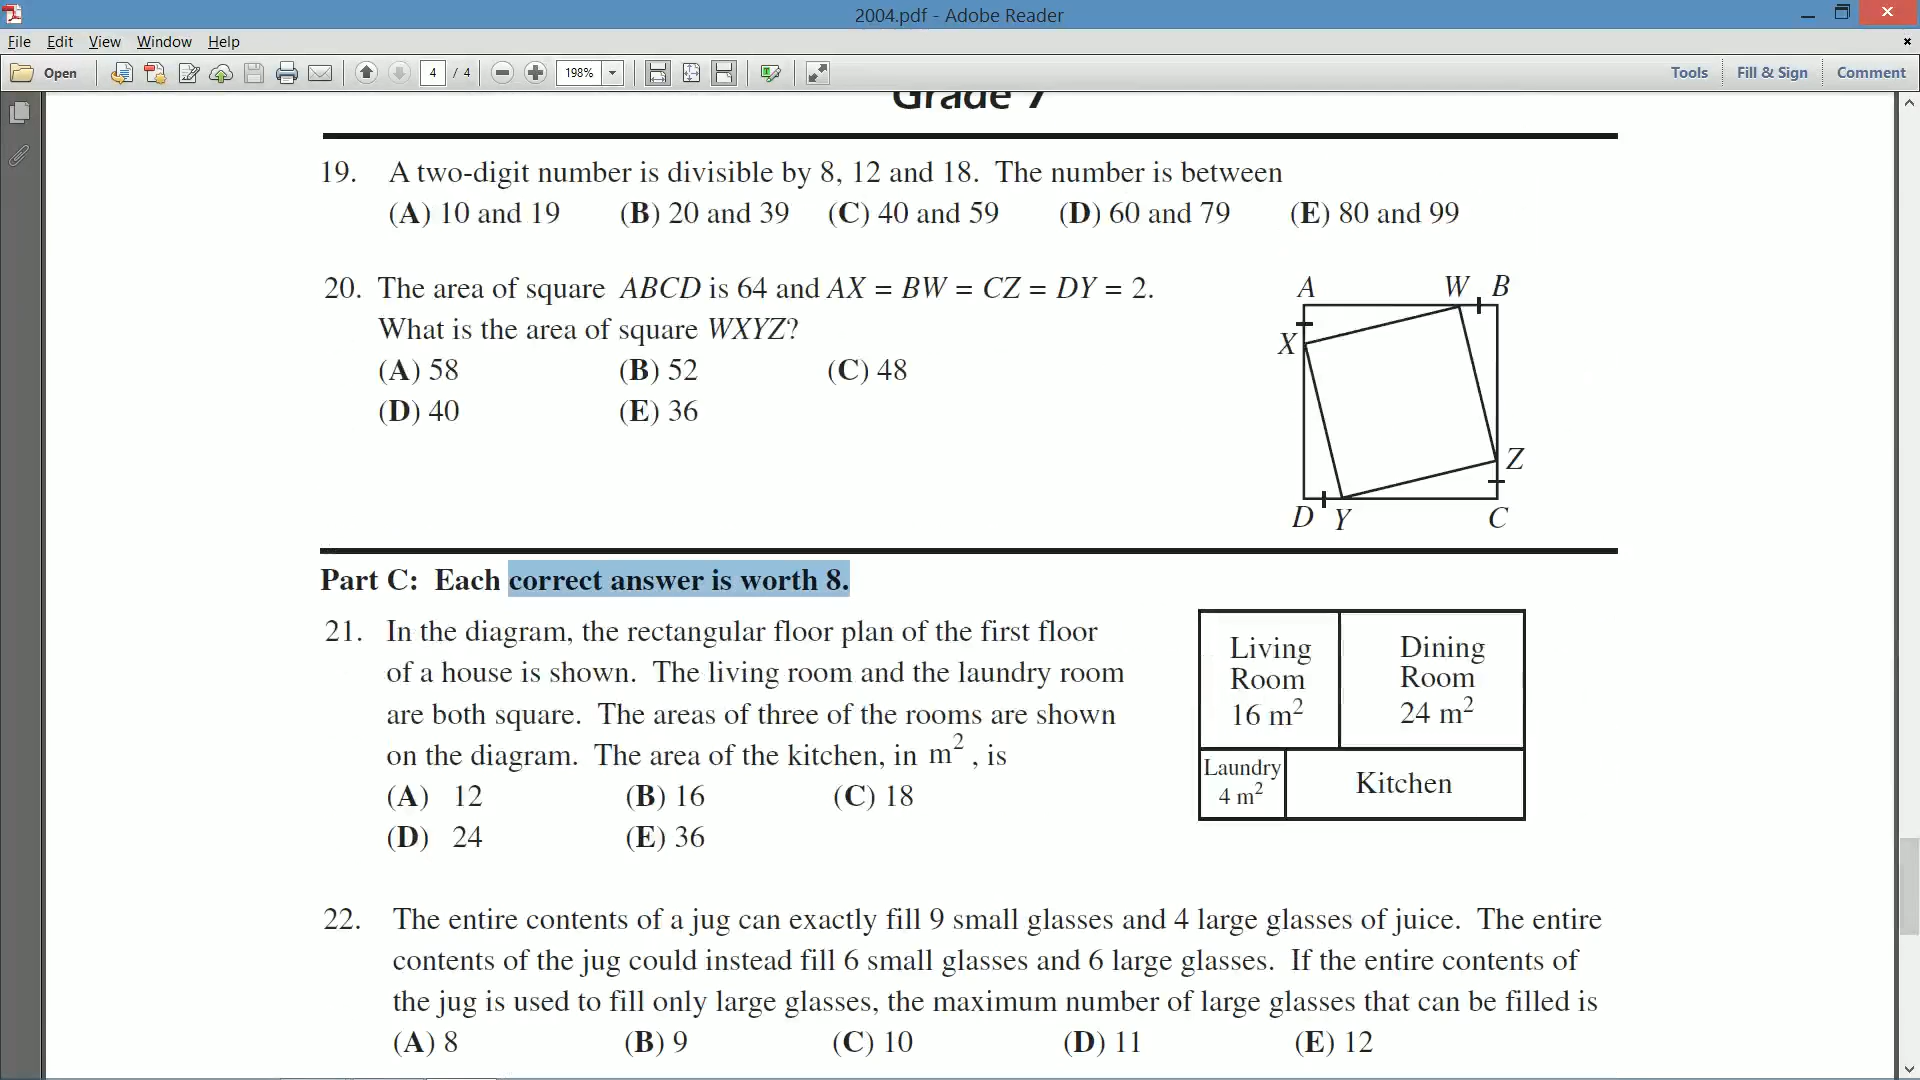 2004.pdf - Adobe Reader
File Edit View Window Help
Open 4 / 4 198% Tools Fill & Sign Comment
Grade 7
19. A two-digit number is divisible by 8, 12 and 18. The number is between
(A) 10 and 19 (B) 20 and 39 (C) 40 and 59 (D) 60 and 79 (E) 80 and 99
20. The area of square ABCD is 64 and AX = BW = CZ = DY = 2.
What is the area of square WXYZ?
(A) 58 (B) 52 (C) 48
(D) 40 (E) 36
A W B
X
Z
D Y C
Part C: Each correct answer is worth 8.
21. In the diagram, the rectangular floor plan of the first floor
of a house is shown. The living room and the laundry room
are both square. The areas of three of the rooms are shown
on the diagram. The area of the kitchen, in m², is
(A) 12 (B) 16 (C) 18
(D) 24 (E) 36
Living
Room
16 m²
Dining
Room
24 m²
Laundry
4 m²
Kitchen
22. The entire contents of a jug can exactly fill 9 small glasses and 4 large glasses of juice. The entire
contents of the jug could instead fill 6 small glasses and 6 large glasses. If the entire contents of
the jug is used to fill only large glasses, the maximum number of large glasses that can be filled is
(A) 8 (B) 9 (C) 10 (D) 11 (E) 12